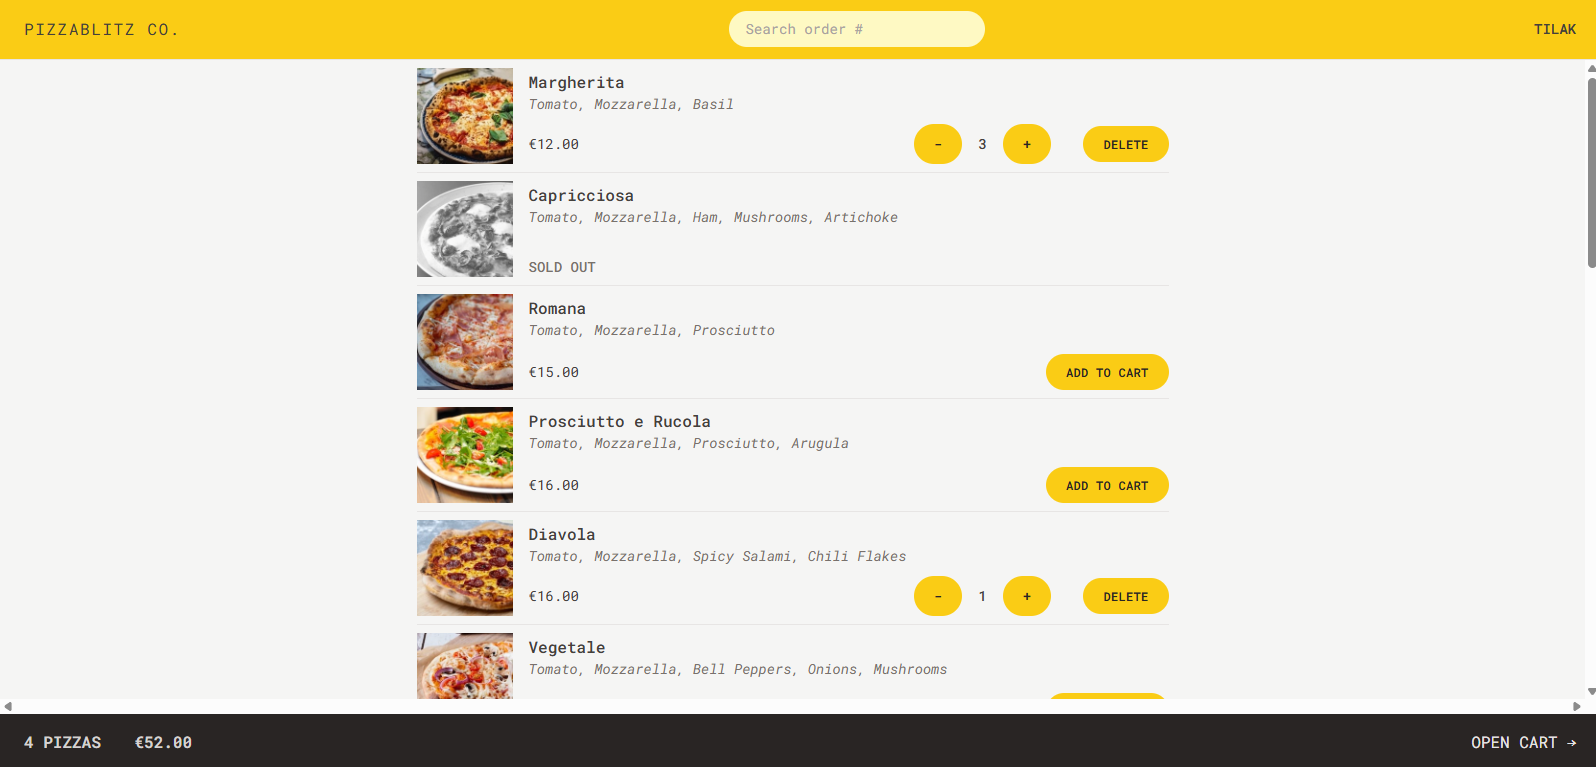 PIZZABLITZ CO.
Search order #
TILAK
Margherita
Tomato, Mozzarella, Basil
€12.00
- 3 + DELETE
Capricciosa
Tomato, Mozzarella, Ham, Mushrooms, Artichoke
SOLD OUT
Romana
Tomato, Mozzarella, Prosciutto
€15.00
ADD TO CART
Prosciutto e Rucola
Tomato, Mozzarella, Prosciutto, Arugula
€16.00
ADD TO CART
Diavola
Tomato, Mozzarella, Spicy Salami, Chili Flakes
€16.00
- 1 + DELETE
Vegetale
Tomato, Mozzarella, Bell Peppers, Onions, Mushrooms
4 PIZZAS €52.00
OPEN CART →